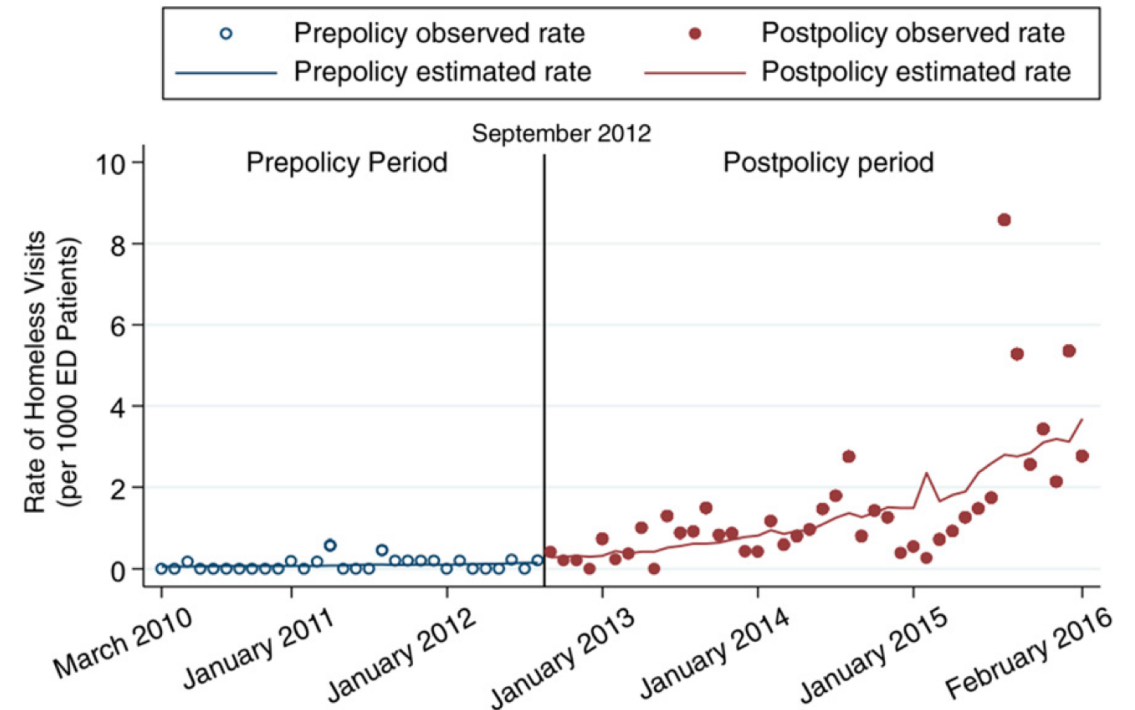 Prepolicy observed rate
Postpolicy observed rate
Prepolicy estimated rate
Postpolicy estimated rate
September 2012
Prepolicy Period
Postpolicy period
Rate of Homeless Visits
(per 1000 ED Patients)
10
8
6
4
2
0
March 2010
January 2011
January 2012
January 2013
January 2014
January 2015
February 2016